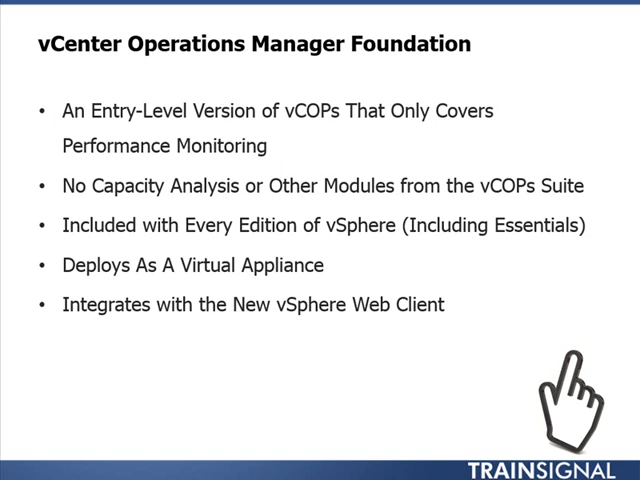 vCenter Operations Manager Foundation
• An Entry-Level Version of vCOPs That Only Covers
Performance Monitoring
• No Capacity Analysis or Other Modules from the vCOPs Suite
• Included with Every Edition of vSphere (Including Essentials)
• Deploys As A Virtual Appliance
• Integrates with the New vSphere Web Client
TRAINSIGNAL